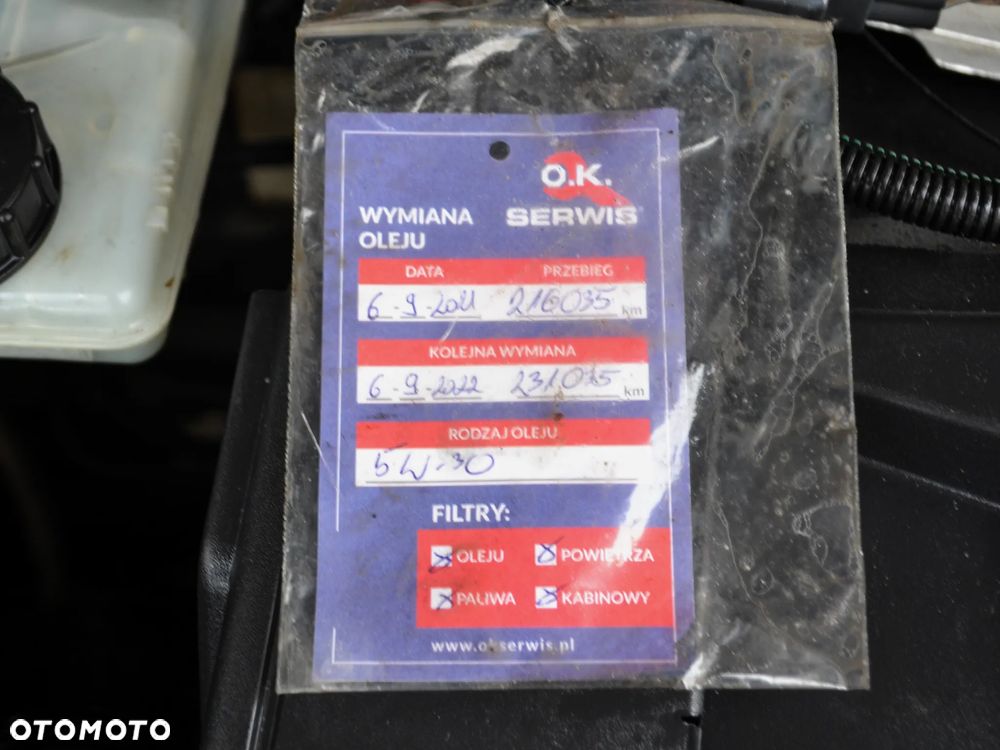 O.K.
SERWIS
WYMIANA
OLEJU
DATA PRZEBIEG
6-9-2021 216035 km
KOLEJNA WYMIANA
6-9-2022 231035 km
RODZAJ OLEJU
5W-30
FILTRY:
OLEJU POWIETRZA
PALIWA KABINOWY
www.okserwis.pl
OTOMOTO